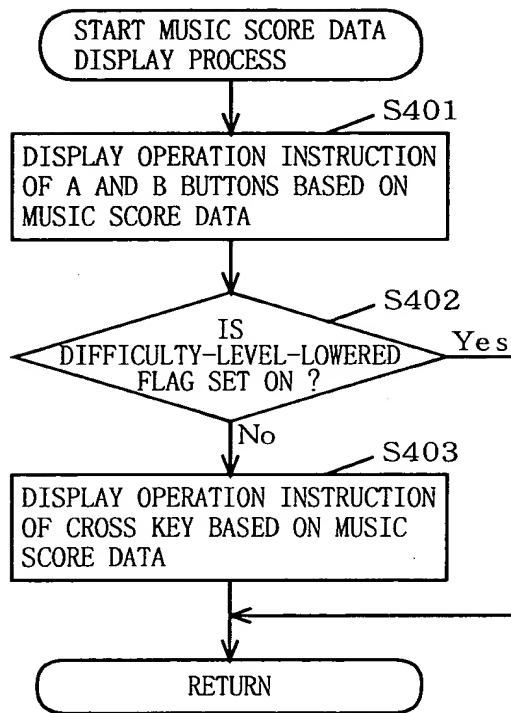 START MUSIC SCORE DATA
DISPLAY PROCESS
S401
DISPLAY OPERATION INSTRUCTION
OF A AND B BUTTONS BASED ON
MUSIC SCORE DATA
S402
IS
DIFFICULTY-LEVEL-LOWERED
FLAG SET ON ?
Yes
No
S403
DISPLAY OPERATION INSTRUCTION
OF CROSS KEY BASED ON MUSIC
SCORE DATA
RETURN